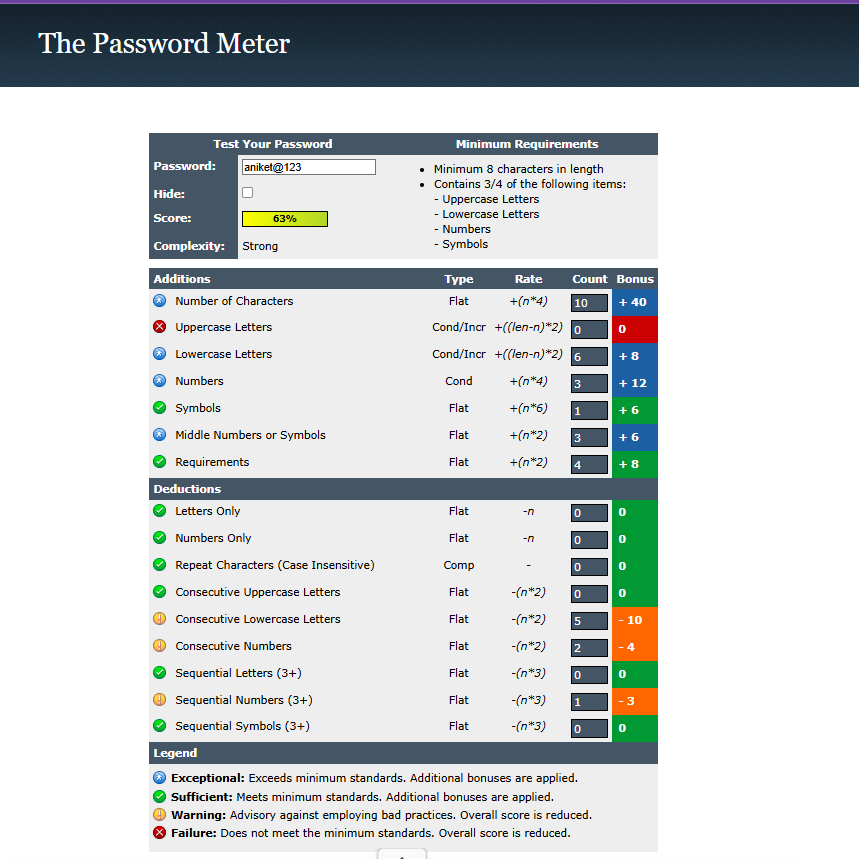 The Password Meter
Test Your Password Minimum Requirements
Password: aniket@123
Hide:
Score: 63%
Complexity: Strong
• Minimum 8 characters in length
• Contains 3/4 of the following items:
- Uppercase Letters
- Lowercase Letters
- Numbers
- Symbols
Additions Type Rate Count Bonus
Number of Characters Flat +(n*4) 10 + 40
Uppercase Letters Cond/Incr +((len-n)*2) 0 0
Lowercase Letters Cond/Incr +((len-n)*2) 6 + 8
Numbers Cond +(n*4) 3 + 12
Symbols Flat +(n*6) 1 + 6
Middle Numbers or Symbols Flat +(n*2) 3 + 6
Requirements Flat +(n*2) 4 + 8
Deductions
Letters Only Flat -n 0 0
Numbers Only Flat -n 0 0
Repeat Characters (Case Insensitive) Comp - 0 0
Consecutive Uppercase Letters Flat -(n*2) 0 0
Consecutive Lowercase Letters Flat -(n*2) 5 - 10
Consecutive Numbers Flat -(n*2) 2 - 4
Sequential Letters (3+) Flat -(n*3) 0 0
Sequential Numbers (3+) Flat -(n*3) 1 - 3
Sequential Symbols (3+) Flat -(n*3) 0 0
Legend
Exceptional: Exceeds minimum standards. Additional bonuses are applied.
Sufficient: Meets minimum standards. Additional bonuses are applied.
Warning: Advisory against employing bad practices. Overall score is reduced.
Failure: Does not meet the minimum standards. Overall score is reduced.